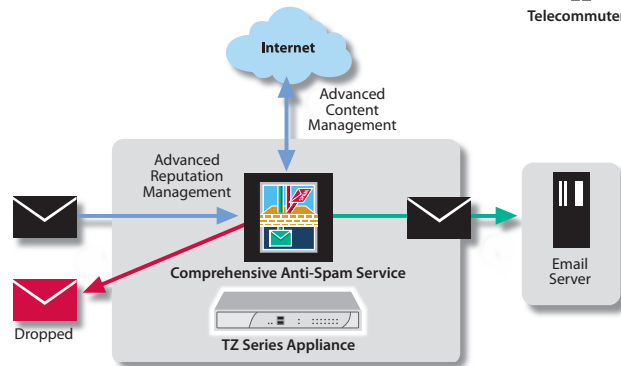 Telecommuter
Internet
Advanced
Content
Management
Advanced
Reputation
Management
Comprehensive Anti-Spam Service
Email
Server
Dropped
TZ Series Appliance